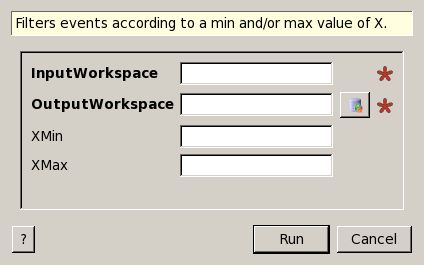 Filters events according to a min and/or max value of X.
InputWorkspace
OutputWorkspace
XMin
XMax
? Run Cancel